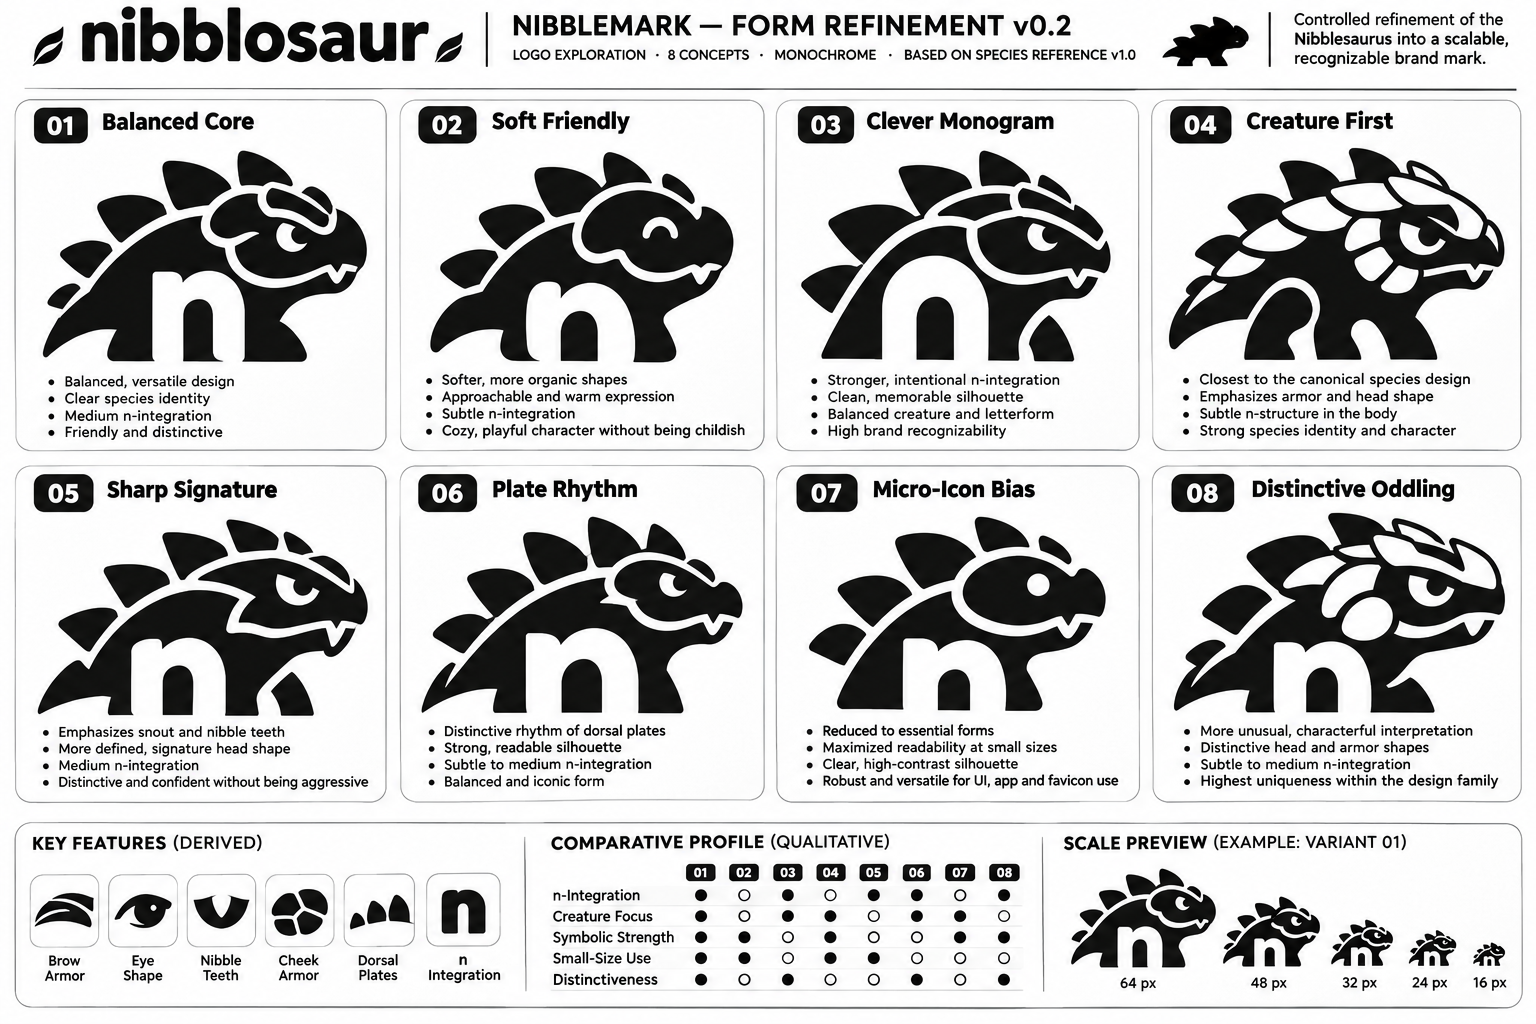 nibblosaur
NIBBLEMARK — FORM REFINEMENT v0.2
LOGO EXPLORATION · 8 CONCEPTS · MONOCHROME · BASED ON SPECIES REFERENCE v1.0
Controlled refinement of the
Nibblesaurus into a scalable,
recognizable brand mark.
01 Balanced Core
n
• Balanced, versatile design
• Clear species identity
• Medium n-integration
• Friendly and distinctive
02 Soft Friendly
n
• Softer, more organic shapes
• Approachable and warm expression
• Subtle n-integration
• Cozy, playful character without being childish
03 Clever Monogram
n
• Stronger, intentional n-integration
• Clean, memorable silhouette
• Balanced creature and letterform
• High brand recognizability
04 Creature First
n
• Closest to the canonical species design
• Emphasizes armor and head shape
• Subtle n-structure in the body
• Strong species identity and character
05 Sharp Signature
n
• Emphasizes snout and nibble teeth
• More defined, signature head shape
• Medium n-integration
• Distinctive and confident without being aggressive
06 Plate Rhythm
n
• Distinctive rhythm of dorsal plates
• Strong, readable silhouette
• Subtle to medium n-integration
• Balanced and iconic form
07 Micro-Icon Bias
n
• Reduced to essential forms
• Maximized readability at small sizes
• Clear, high-contrast silhouette
• Robust and versatile for UI, app and favicon use
08 Distinctive Oddling
n
• More unusual, characterful interpretation
• Distinctive head and armor shapes
• Subtle to medium n-integration
• Highest uniqueness within the design family
KEY FEATURES (DERIVED)
n
Brow Armor
Eye Shape
Nibble Teeth
Cheek Armor
Dorsal Plates
n Integration
COMPARATIVE PROFILE (QUALITATIVE)
01 02 03 04 05 06 07 08
n-Integration ● ○ ● ○ ● ● ○ ●
Creature Focus ● ○ ● ● ○ ● ● ○
Symbolic Strength ● ● ○ ● ○ ○ ● ●
Small-Size Use ● ● ○ ● ● ○ ○ ○
Distinctiveness ● ○ ● ○ ○ ● ○ ●
SCALE PREVIEW (EXAMPLE: VARIANT 01)
n n n n n
64 px 48 px 32 px 24 px 16 px